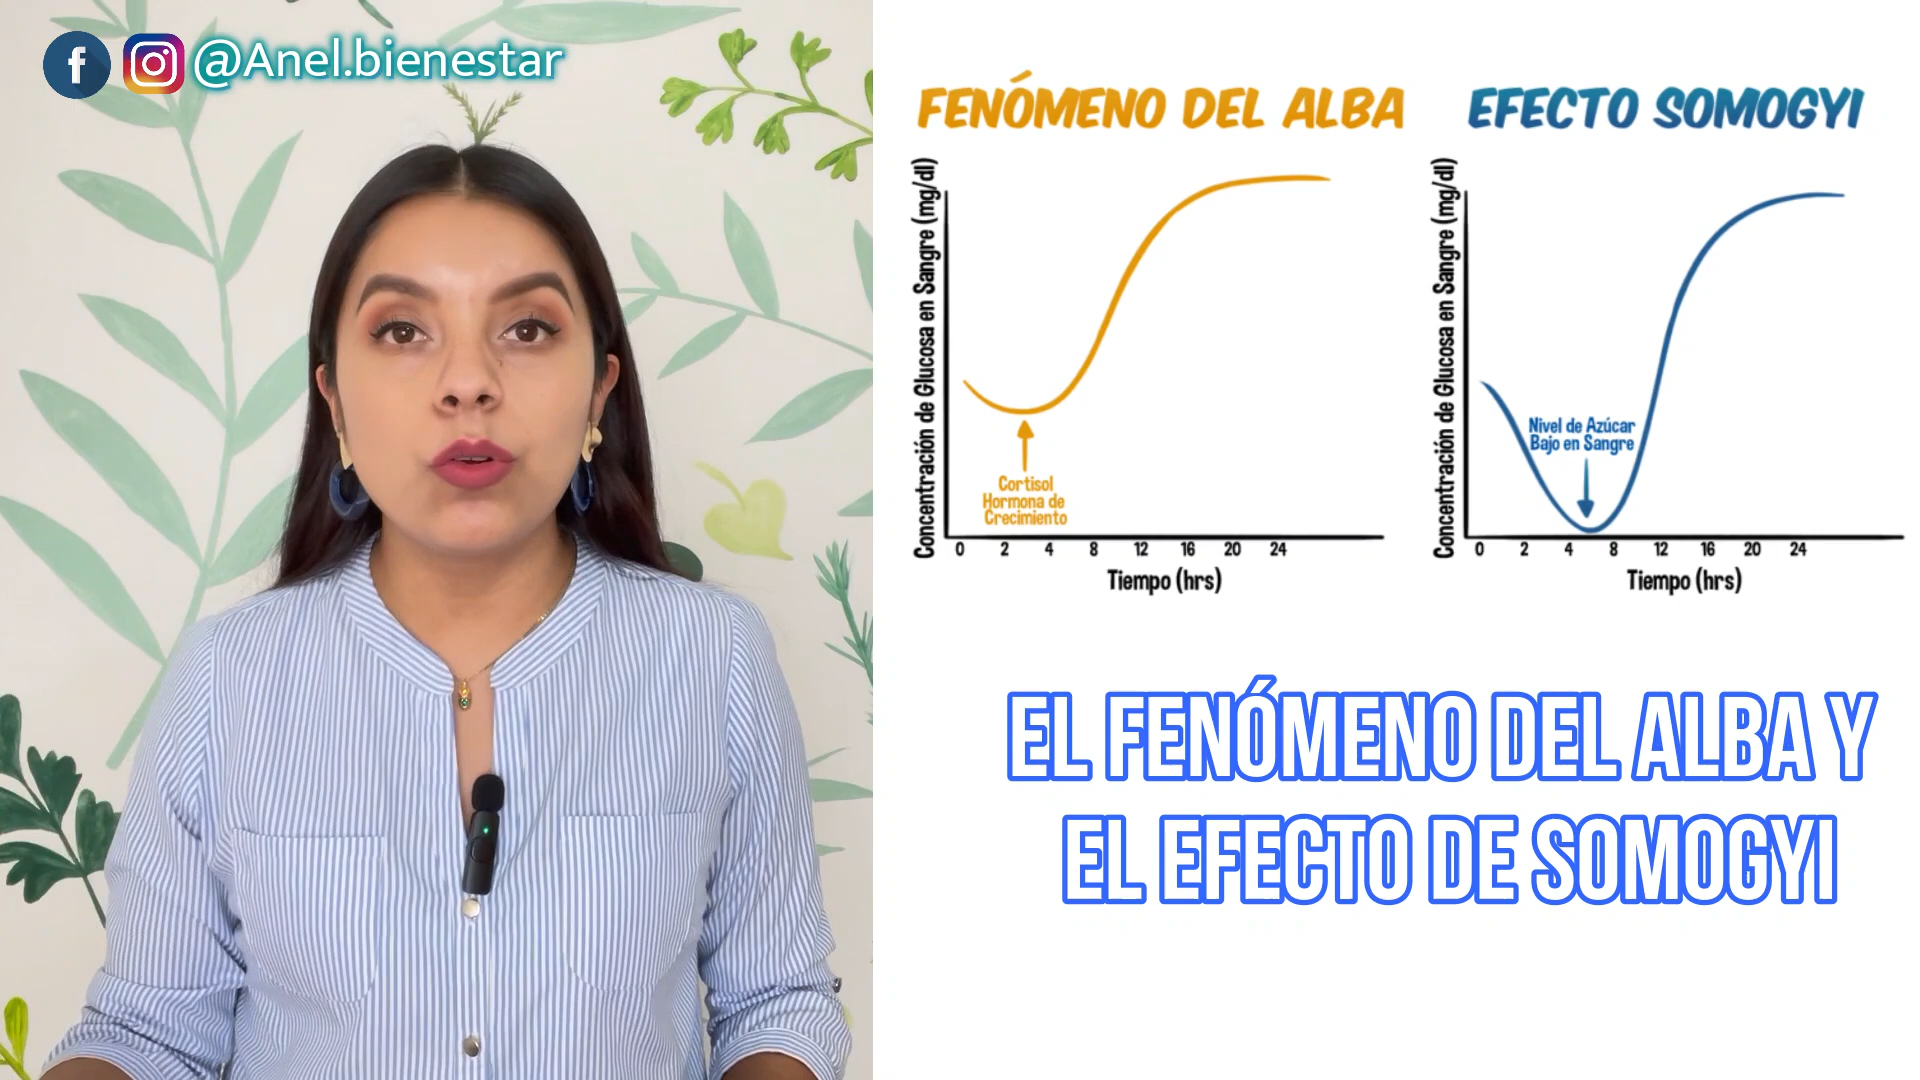 @Anel.bienestar
FENÓMENO DEL ALBA
Concentración de Glucosa en Sangre (mg/dl)
Cortisol
Hormona de
Crecimiento
0 2 4 8 12 16 20 24
Tiempo (hrs)
EFECTO SOMOGYI
Concentración de Glucosa en Sangre (mg/dl)
Nivel de Azúcar
Bajo en Sangre
0 2 4 8 12 16 20 24
Tiempo (hrs)
EL FENÓMENO DEL ALBA Y
EL EFECTO DE SOMOGYI